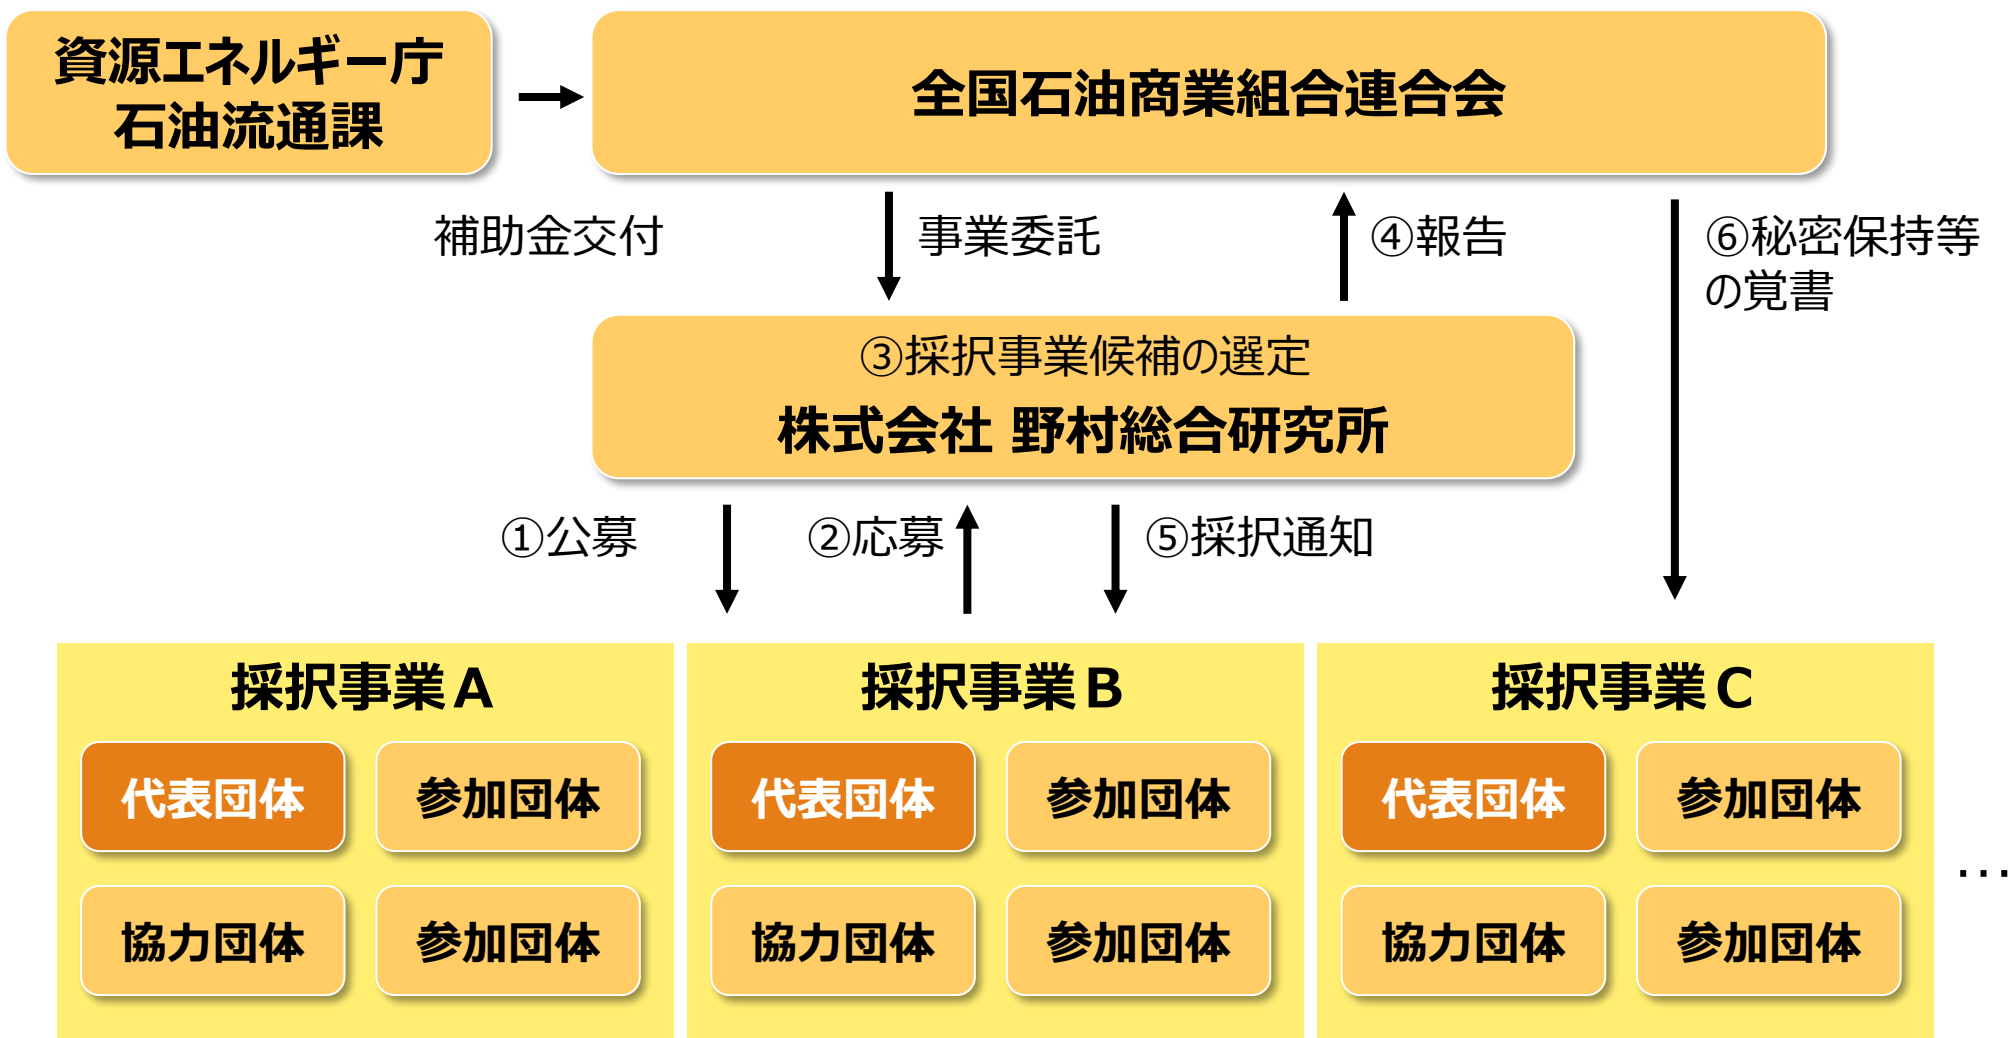 資源エネルギー庁
石油流通課
全国石油商業組合連合会
補助金交付
事業委託
④報告
⑥秘密保持等
の覚書
③採択事業候補の選定
株式会社 野村総合研究所
①公募
②応募
⑤採択通知
採択事業A
採択事業B
採択事業C
代表団体
参加団体
代表団体
参加団体
代表団体
参加団体
…
協力団体
参加団体
協力団体
参加団体
協力団体
参加団体